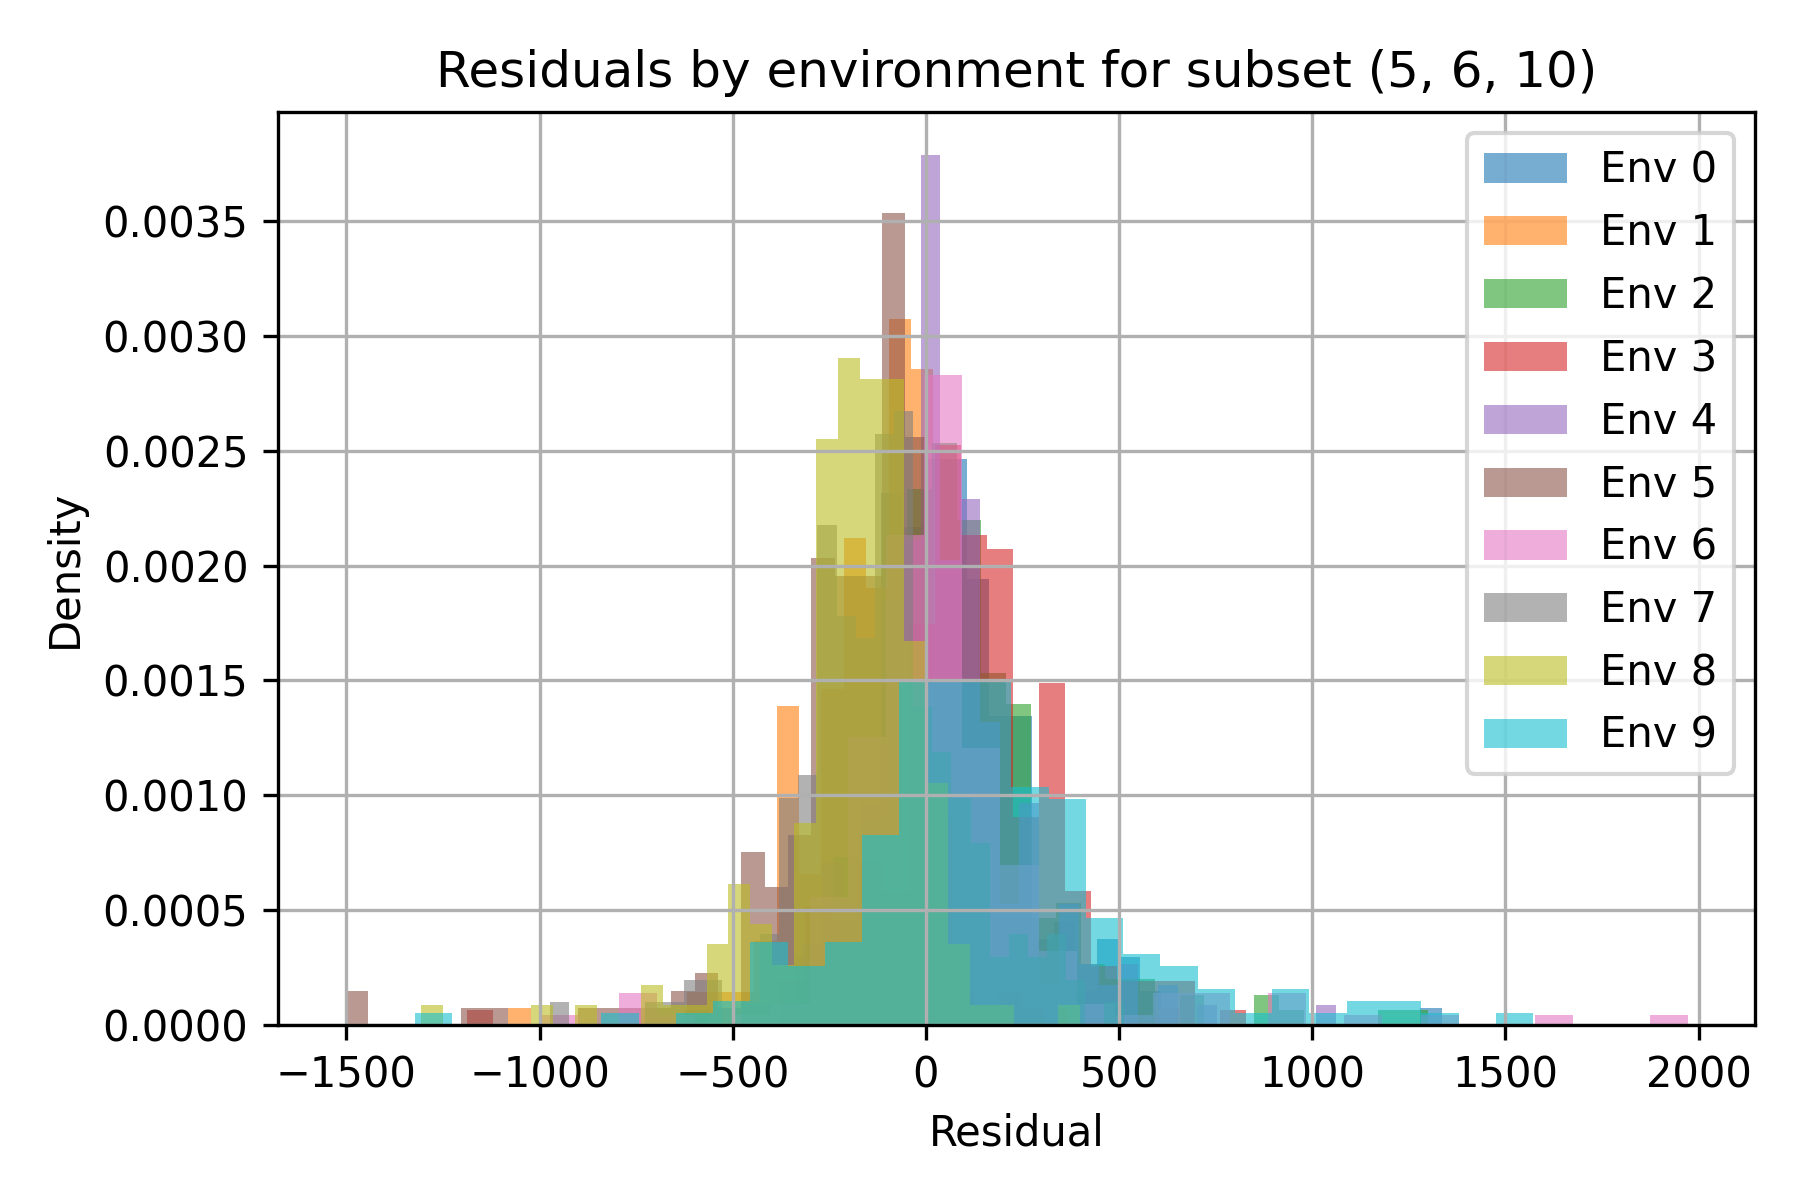 Residuals by environment for subset (5, 6, 10)
Density
0.0035
0.0030
0.0025
0.0020
0.0015
0.0010
0.0005
0.0000
−1500 −1000 −500 0 500 1000 1500 2000
Residual
Env 0
Env 1
Env 2
Env 3
Env 4
Env 5
Env 6
Env 7
Env 8
Env 9